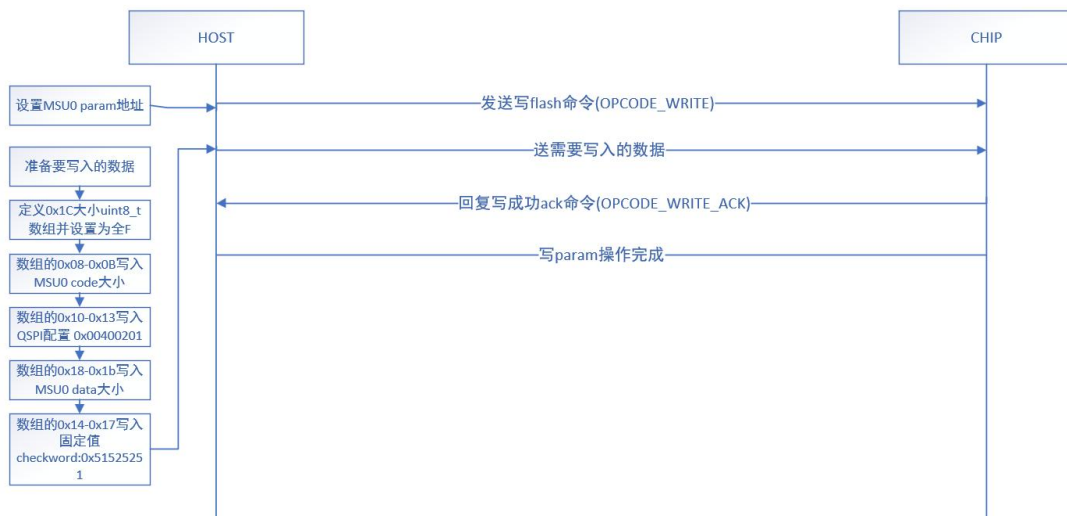 HOST
CHIP
设置MSU0 param地址
发送写flash命令(OPCODE_WRITE)
送需要写入的数据
回复写成功ack命令(OPCODE_WRITE_ACK)
写param操作完成
准备要写入的数据
定义0x1C大小uint8_t
数组并设置为全F
数组的0x08-0x0B写入
MSU0 code大小
数组的0x10-0x13写入
QSPI配置 0x00400201
数组的0x18-0x1b写入
MSU0 data大小
数组的0x14-0x17写入
固定值
checkword:0x5152525
1